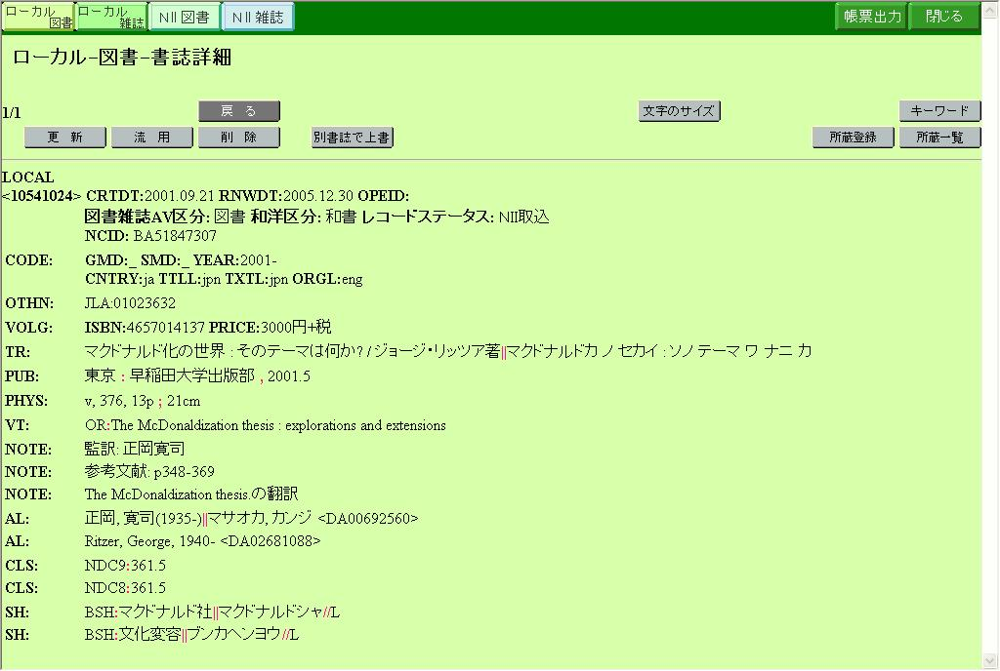 ローカル図書 ローカル雑誌 NII 図書 NII 雑誌 帳票出力 閉じる
ローカル-図書-書誌詳細
1/1 戻 る 文字のサイズ キーワード
更 新 流 用 削 除 別書誌で上書 所蔵登録 所蔵一覧
LOCAL
<10541024> CRTDT:2001.09.21 RNWDT:2005.12.30 OPEID:
図書雑誌AV区分: 図書 和洋区分: 和書 レコードステータス: NII取込
NCID: BA51847307
CODE: GMD:_ SMD:_ YEAR:2001-
CNTRY:ja TTLL:jpn TXTL:jpn ORGL:eng
OTHN: JLA:01023632
VOLG: ISBN:4657014137 PRICE:3000円+税
TR: マクドナルド化の世界 : そのテーマは何か? / ジョージ・リッツア著||マクドナルドカ ノ セカイ : ソノ テーマ ワ ナニ カ
PUB: 東京 : 早稲田大学出版部 , 2001.5
PHYS: v, 376, 13p ; 21cm
VT: OR:The McDonaldization thesis : explorations and extensions
NOTE: 監訳: 正岡寛司
NOTE: 参考文献: p348-369
NOTE: The McDonaldization thesis.の翻訳
AL: 正岡, 寛司(1935-)||マサオカ, カンジ <DA00692560>
AL: Ritzer, George, 1940- <DA02681088>
CLS: NDC9:361.5
CLS: NDC8:361.5
SH: BSH:マクドナルド社||マクドナルドシャ//L
SH: BSH:文化変容||ブンカヘンヨウ//L